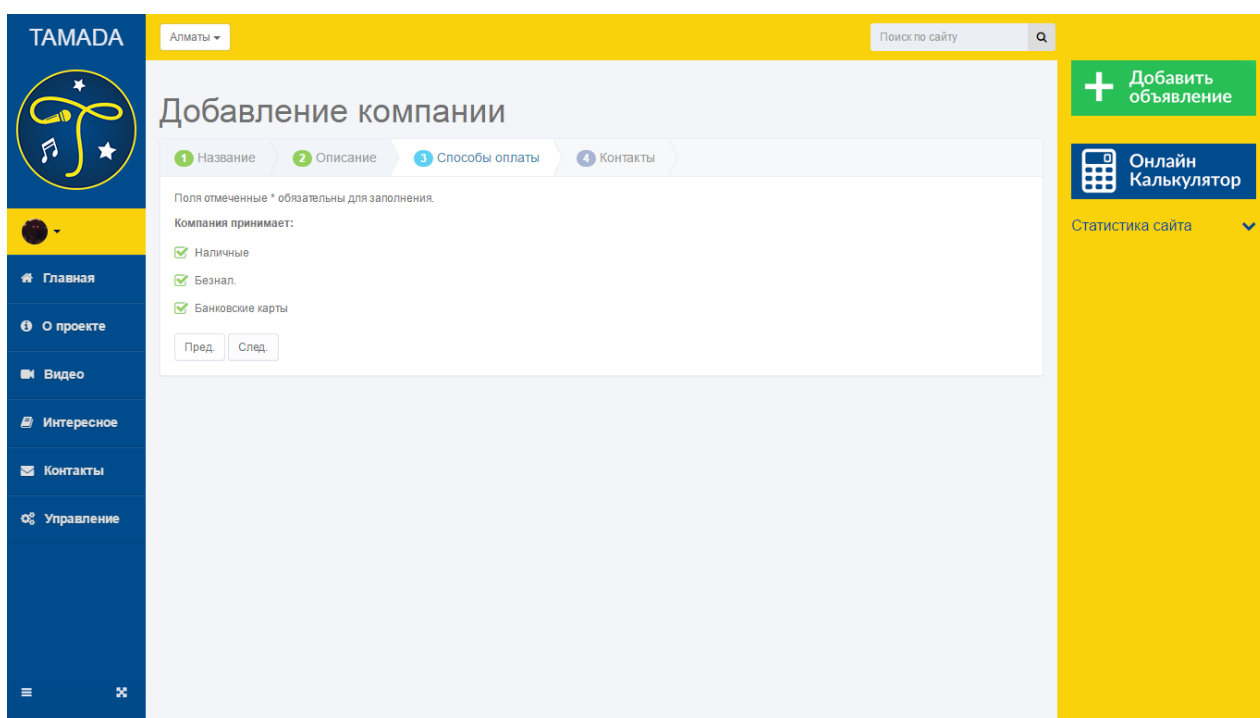 TAMADA
Алматы
Поиск по сайту
Добавить
объявление
Добавление компании
1 Название 2 Описание 3 Способы оплаты 4 Контакты
Онлайн
Калькулятор
Поля отмеченные * обязательны для заполнения.
Компания принимает:
Статистика сайта
Наличные
Безнал.
Банковские карты
Пред. След.
Главная
О проекте
Видео
Интересное
Контакты
Управление